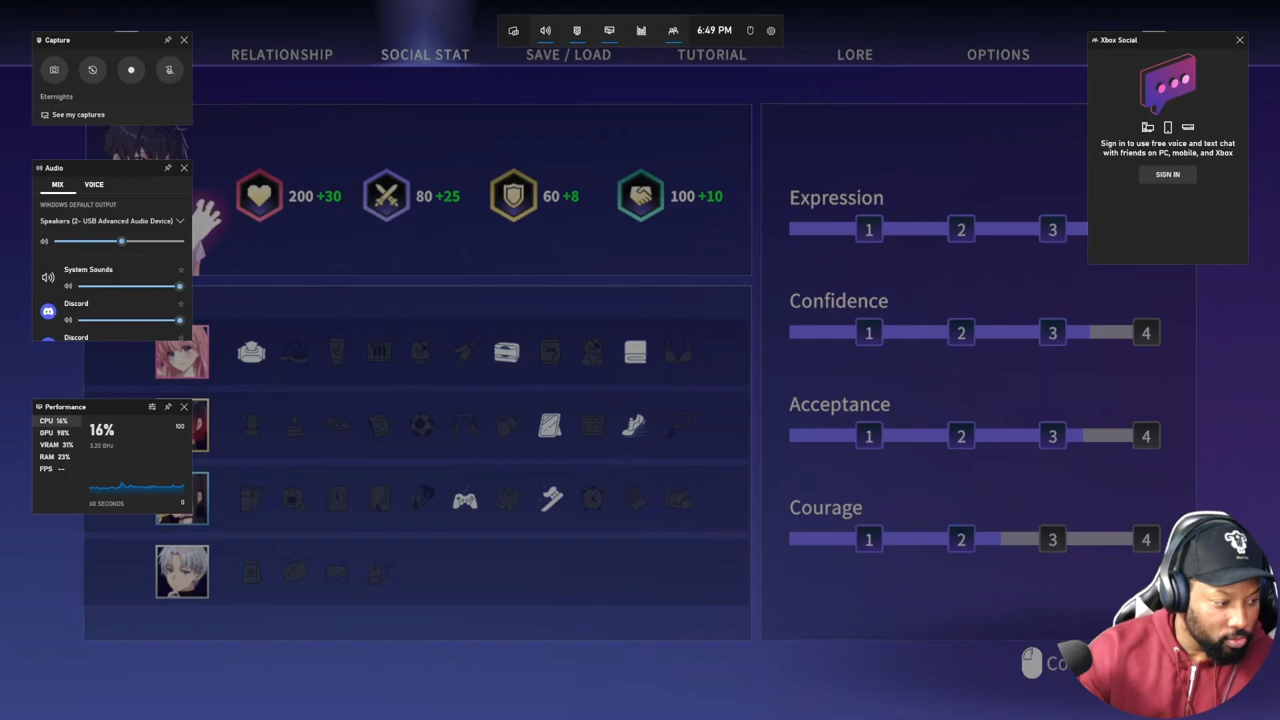 6:49 PM
Capture
Eternights
See my captures
RELATIONSHIP
SOCIAL STAT
SAVE / LOAD
TUTORIAL
LORE
OPTIONS
Xbox Social
Sign in to use free voice and text chat
with friends on PC, mobile, and Xbox
SIGN IN
Audio
MIX
VOICE
WINDOWS DEFAULT OUTPUT
Speakers (2- USB Advanced Audio Device)
System Sounds
Discord
Discord
200 +30
80 +25
60 +8
100 +10
Performance
CPU 16%
GPU 98%
VRAM 31%
RAM 23%
FPS --
16%
3.20 GHz
100
60 SECONDS
0
Expression
1 2 3
Confidence
1 2 3 4
Acceptance
1 2 3 4
Courage
1 2 3 4